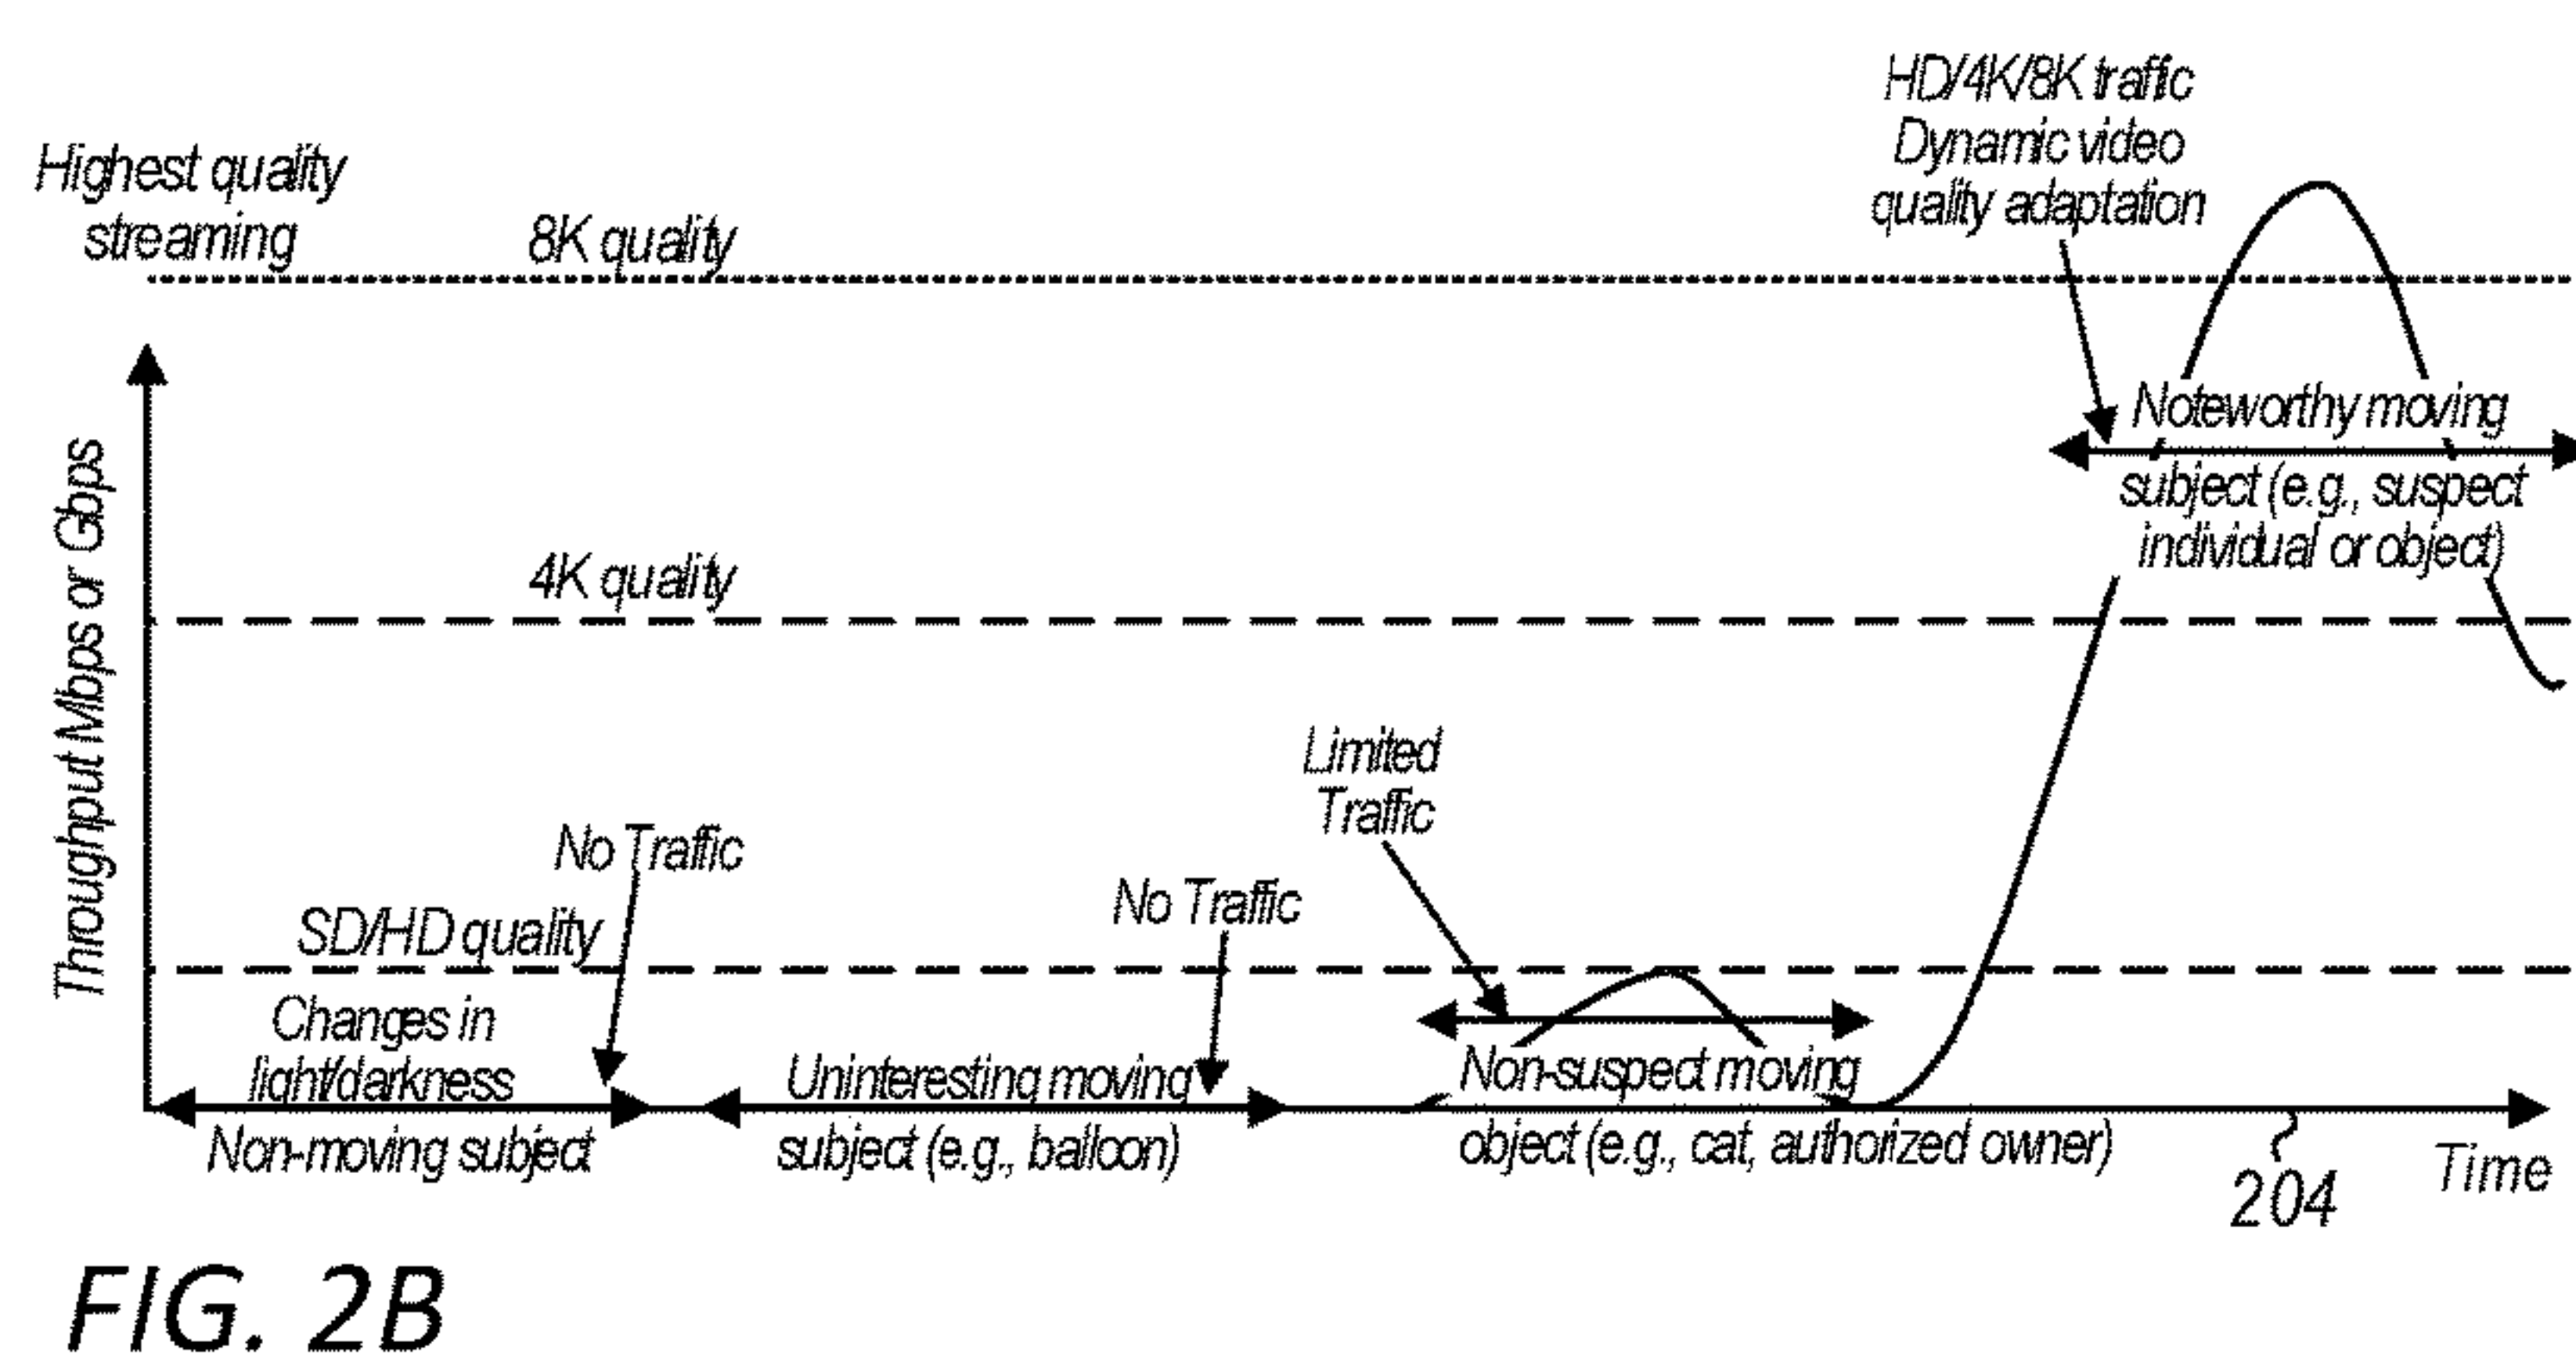 HD/4K/8K traffic
Dynamic video
quality adaptation
Highest quality
streaming
8K quality
Noteworthy moving
subject (e.g., suspect
individual or object)
Throughput Mbps or Gbps
4K quality
Limited
Traffic
No Traffic
No Traffic
SD/HD quality
Changes in
light/darkness
Non-moving subject
Uninteresting moving
subject (e.g., balloon)
Non-suspect moving
object (e.g., cat, authorized owner)
204
Time
FIG. 2B